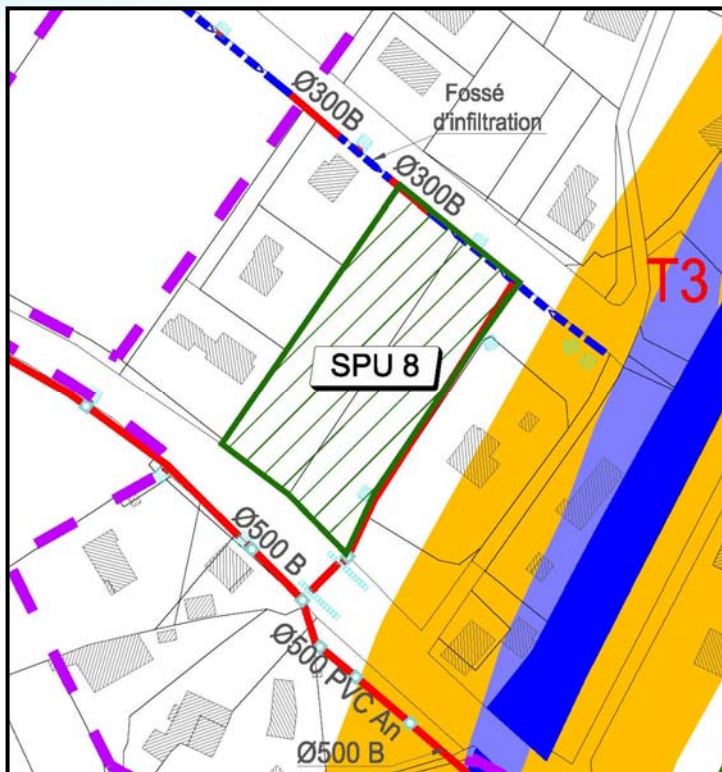 Ø300B
Fossé
d'infiltration
Ø300B
T3
SPU 8
Ø500 B
Ø500 PVC An
Ø500 B